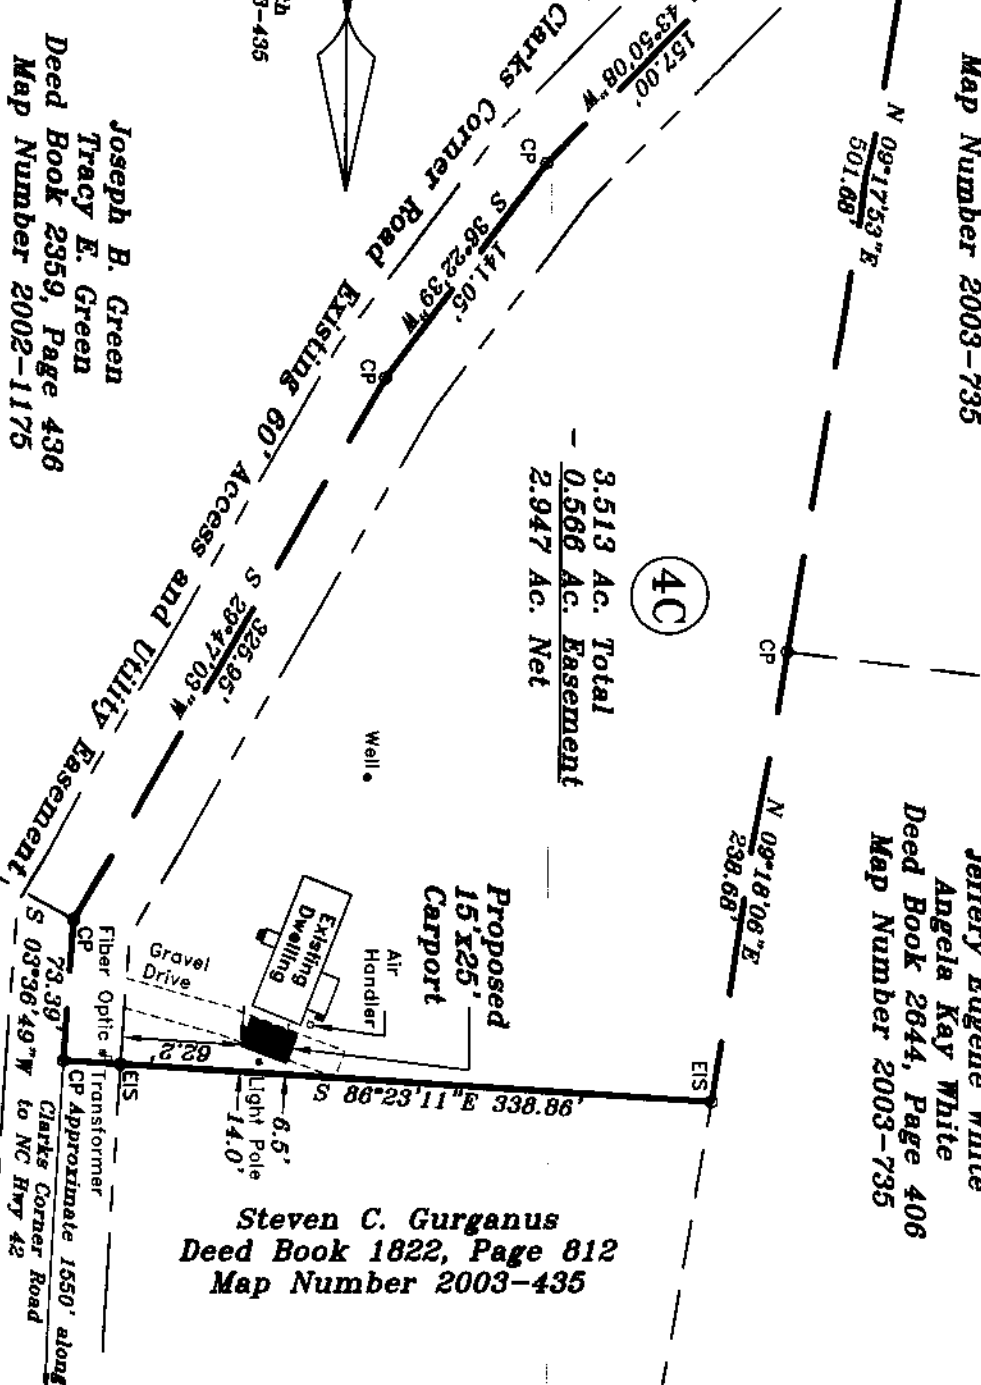 Map Number 2003-735
N 09°17'53"E
501.68'
157.00'
43°50'08"W
CP
S 36°22'39"W
141.05'
CP
Clarks Corner Road
Existing 60' Access and Utility Easement
3-435
Joseph B. Green
Tracy E. Green
Deed Book 2359, Page 436
Map Number 2002-1175
4C
3.513 Ac. Total
- 0.566 Ac. Easement
2.947 Ac. Net
CP
S 29°47'03"W
325.95'
Well
N 09°18'06"E
238.68'
Jeffery Eugene White
Angela Kay White
Deed Book 2644, Page 406
Map Number 2003-735
Proposed
15'x25'
Carport
Air
Handler
Existing
Dwelling
Gravel
Drive
CP
Fiber Optic
Transformer
73.39'
S 03°36'49"W
62.2'
EIS
EIS
CP
Light Pole
S 86°23'11"E 338.86'
6.5'
14.0'
Approximate 1550' along
Clarks Corner Road
to NC Hwy 42
Steven C. Gurganus
Deed Book 1822, Page 812
Map Number 2003-435